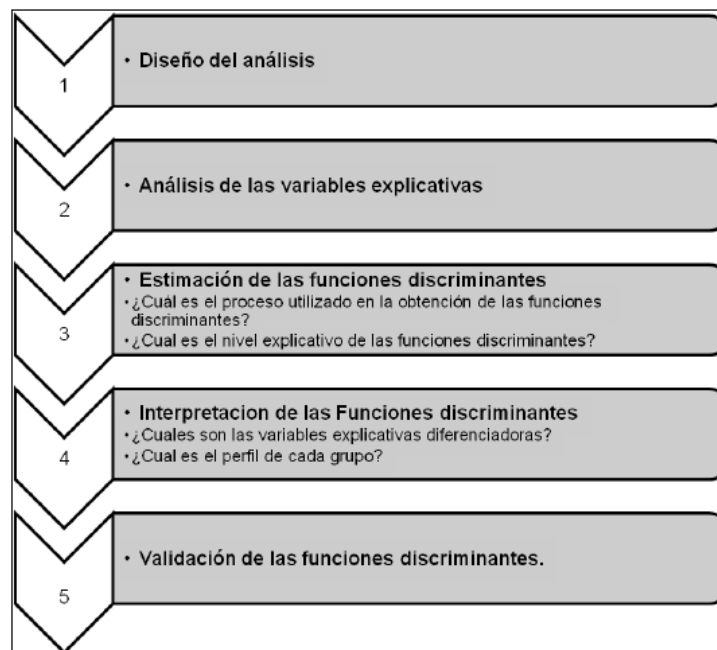 1
• Diseño del análisis
2
• Análisis de las variables explicativas
3
• Estimación de las funciones discriminantes
• ¿Cuál es el proceso utilizado en la obtención de las funciones
discriminantes?
• ¿Cual es el nivel explicativo de las funciones discriminantes?
4
• Interpretacion de las Funciones discriminantes
• ¿Cuales son las variables explicativas diferenciadoras?
• ¿Cual es el perfil de cada grupo?
5
• Validación de las funciones discriminantes.